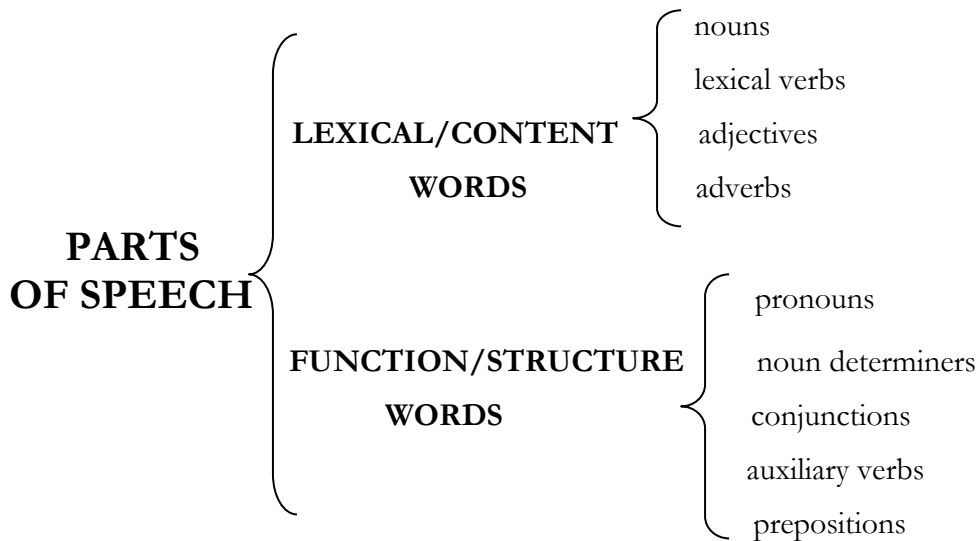 PARTS
OF SPEECH
LEXICAL/CONTENT
WORDS
nouns
lexical verbs
adjectives
adverbs
FUNCTION/STRUCTURE
WORDS
pronouns
noun determiners
conjunctions
auxiliary verbs
prepositions